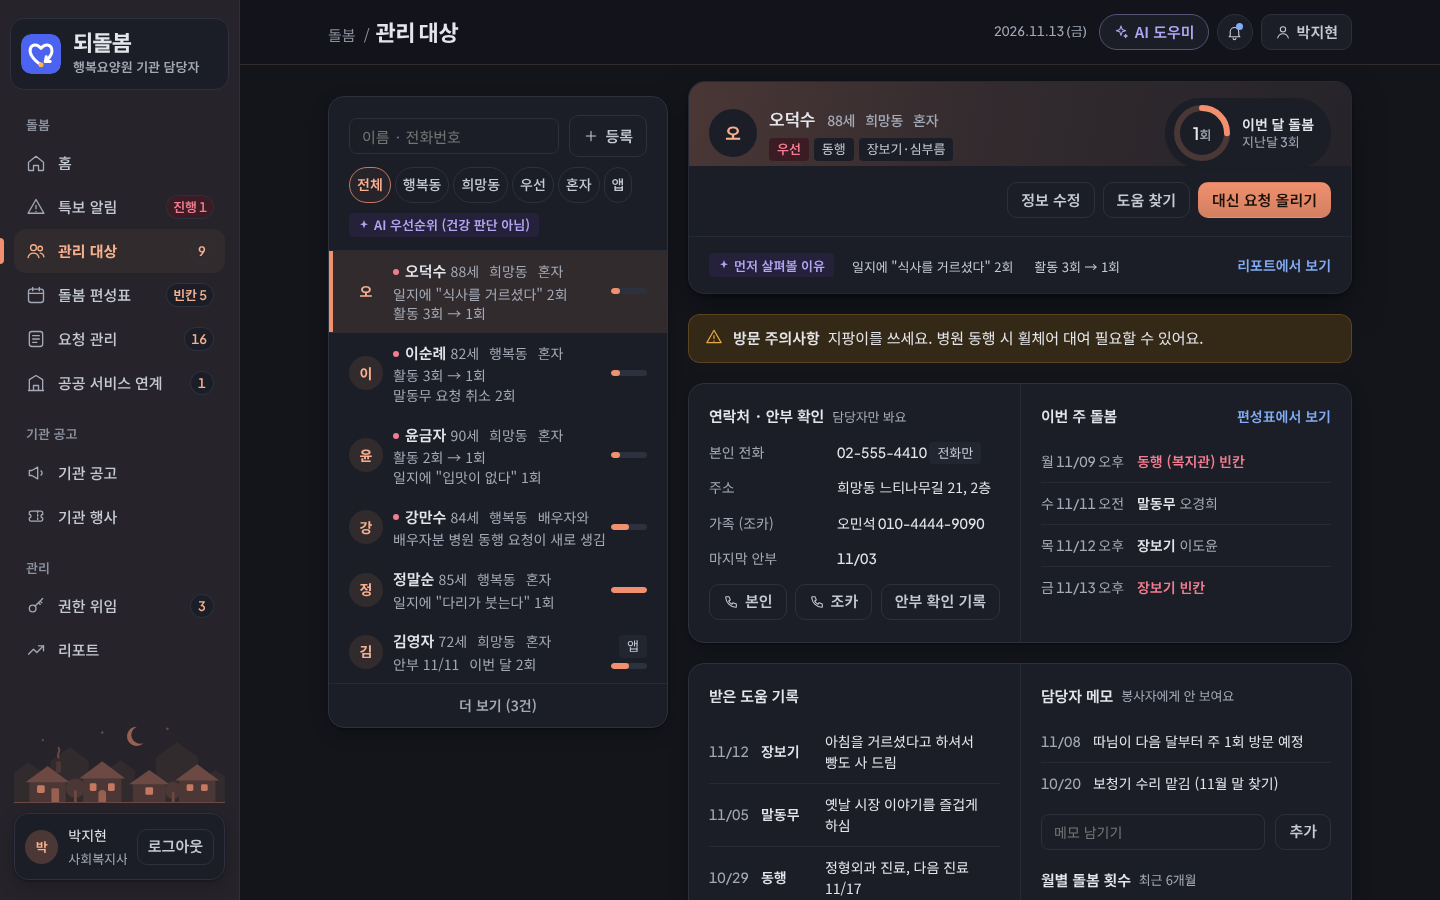 되돌봄
행복요양원 기관 담당자
돌봄
홈
특보 알림 진행 1
관리 대상 9
돌봄 편성표 빈칸 5
요청 관리 16
공공 서비스 연계 1
기관 공고
기관 공고
기관 행사
관리
권한 위임 3
리포트
박 박지현
사회복지사
로그아웃
돌봄 / 관리 대상
2026.11.13(금) AI 도우미 박지현
이름 · 전화번호 + 등록
전체 행복동 희망동 우선 혼자 앱
AI 우선순위 (건강 판단 아님)
오 오덕수 88세 희망동 혼자
일지에 "식사를 거르셨다" 2회
활동 3회 → 1회
이 이순례 82세 행복동 혼자
활동 3회 → 1회
말동무 요청 취소 2회
윤 윤금자 90세 희망동 혼자
활동 2회 → 1회
일지에 "입맛이 없다" 1회
강 강만수 84세 행복동 배우자와
배우자분 병원 동행 요청이 새로 생김
정 정말순 85세 행복동 혼자
일지에 "다리가 붓는다" 1회
김 김영자 72세 희망동 혼자 앱
안부 11/11 이번 달 2회
더 보기 (3건)
오 오덕수 88세 희망동 혼자
우선 동행 장보기·심부름
1회 이번 달 돌봄
지난달 3회
정보 수정 도움 찾기 대신 요청 올리기
먼저 살펴볼 이유 일지에 "식사를 거르셨다" 2회 활동 3회 → 1회 리포트에서 보기
방문 주의사항 지팡이를 쓰세요. 병원 동행 시 휠체어 대여 필요할 수 있어요.
연락처 · 안부 확인 담당자만 봐요
본인 전화 02-555-4410 전화만
주소 희망동 느티나무길 21, 2층
가족 (조카) 오민석 010-4444-9090
마지막 안부 11/03
본인 조카 안부 확인 기록
이번 주 돌봄 편성표에서 보기
월 11/09 오후 동행 (복지관) 빈칸
수 11/11 오전 말동무 오경희
목 11/12 오후 장보기 이도윤
금 11/13 오후 장보기 빈칸
받은 도움 기록
11/12 장보기 아침을 거르셨다고 하셔서
빵도 사 드림
11/05 말동무 옛날 시장 이야기를 즐겁게
하심
10/29 동행 정형외과 진료, 다음 진료
11/17
담당자 메모 봉사자에게 안 보여요
11/08 따님이 다음 달부터 주 1회 방문 예정
10/20 보청기 수리 맡김 (11월 말 찾기)
메모 남기기 추가
월별 돌봄 횟수 최근 6개월